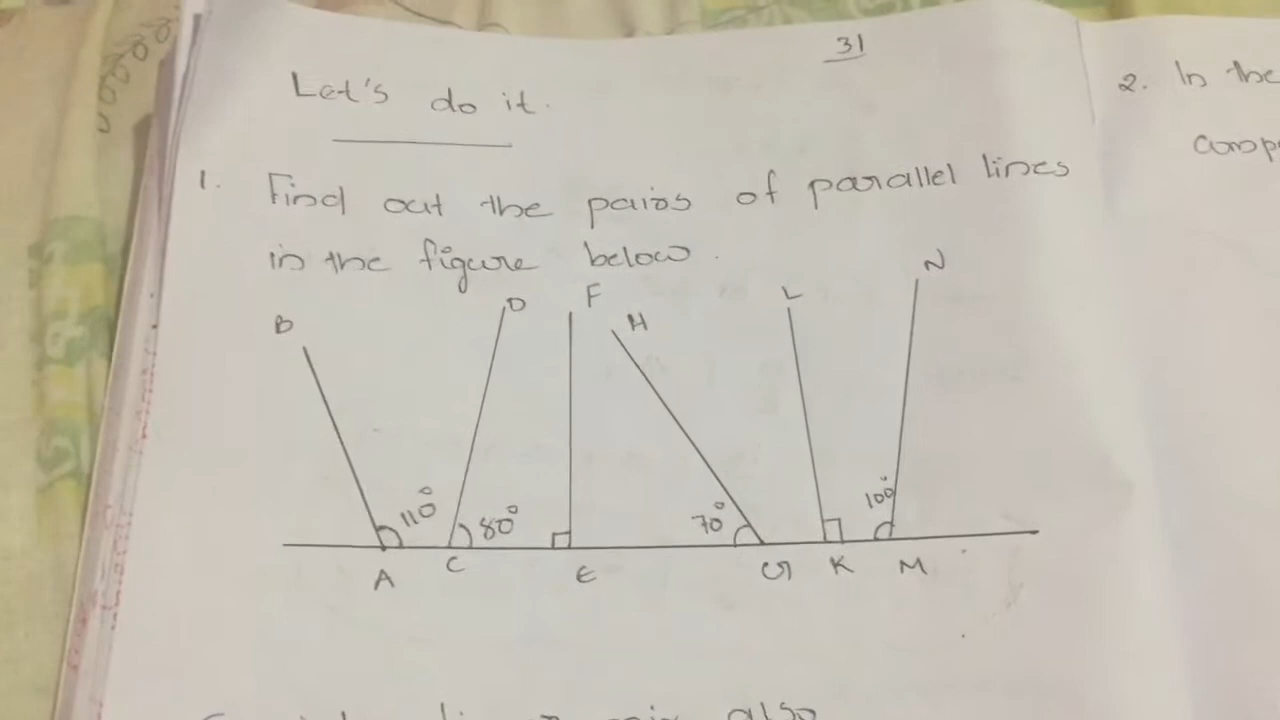 31
Let's do it.
1. Find out the pairs of parallel lines
in the figure below.
B D F H L N
110° 80° 70° 100°
A C E G K M
2. In the
also